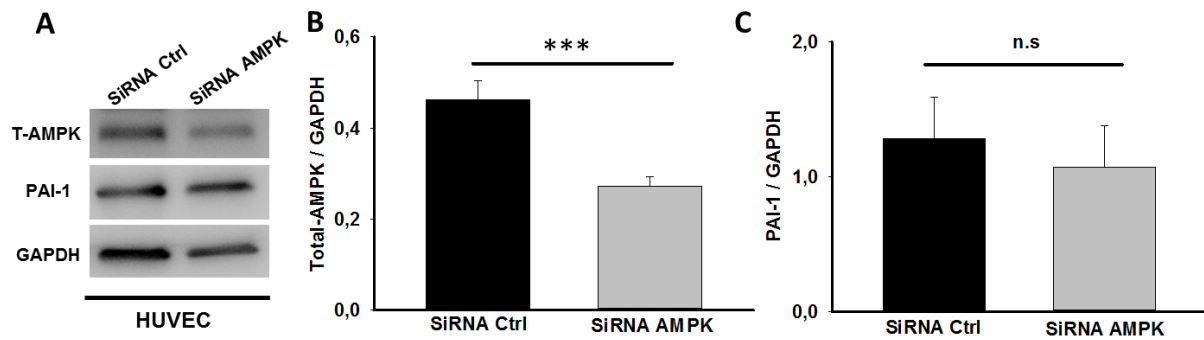 A
SiRNA Ctrl
SiRNA AMPK
T-AMPK
PAI-1
GAPDH
HUVEC
B
Total-AMPK / GAPDH
0,6
0,4
0,2
0,0
***
SiRNA Ctrl
SiRNA AMPK
C
PAI-1 / GAPDH
2,0
1,0
0,0
n.s
SiRNA Ctrl
SiRNA AMPK